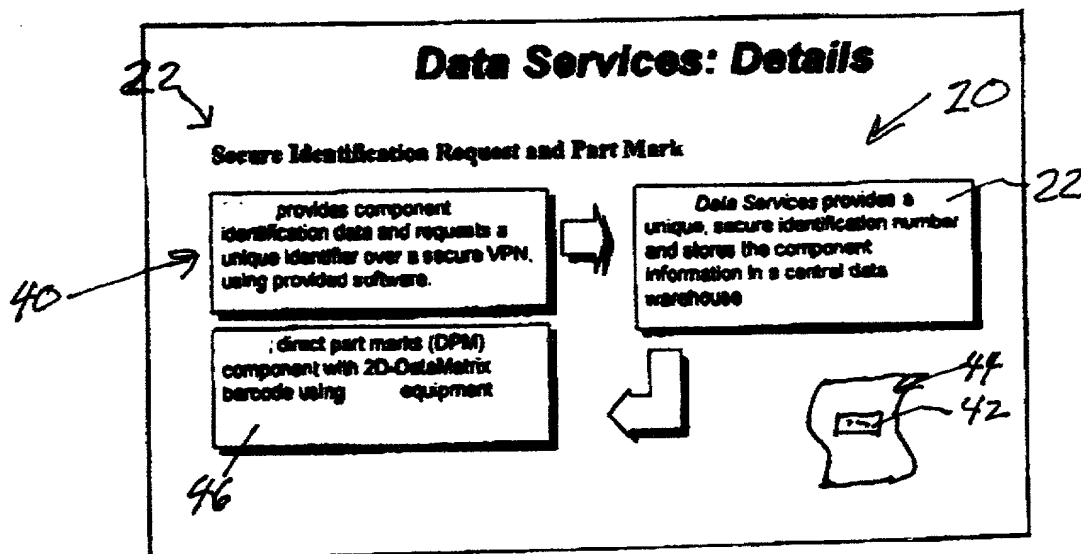 Data Services: Details
22
20
Secure Identification Request and Part Mark
provides component
identification data and requests a
unique identifier over a secure VPN,
using provided software.
40
Data Services provides a
unique, secure identification number
and stores the component
information in a central data
warehouse
22
; direct part marks (DPM)
component with 2D-DataMatrix
barcode using equipment
46
44
42